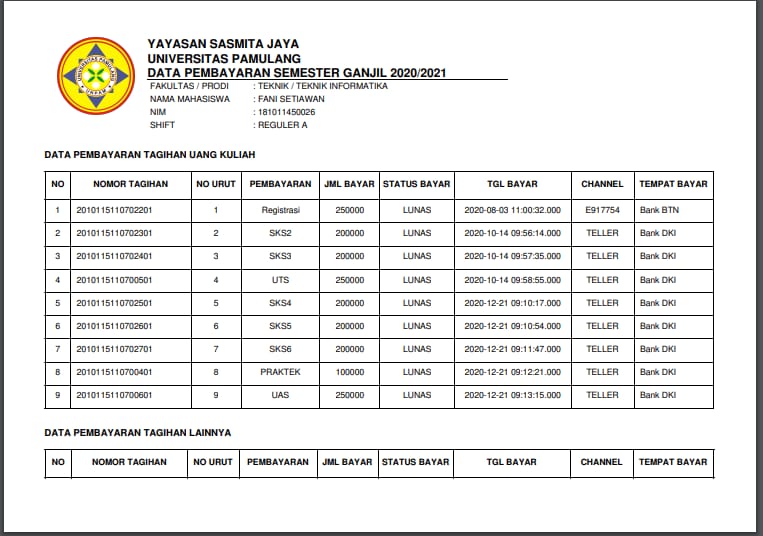 YAYASAN SASMITA JAYA
UNIVERSITAS PAMULANG
DATA PEMBAYARAN SEMESTER GANJIL 2020/2021
FAKULTAS / PRODI : TEKNIK / TEKNIK INFORMATIKA
NAMA MAHASISWA : FANI SETIAWAN
NIM : 181011450026
SHIFT : REGULER A
DATA PEMBAYARAN TAGIHAN UANG KULIAH
NO NOMOR TAGIHAN NO URUT PEMBAYARAN JML BAYAR STATUS BAYAR TGL BAYAR CHANNEL TEMPAT BAYAR
1 2010115110702201 1 Registrasi 250000 LUNAS 2020-08-03 11:00:32.000 E917754 Bank BTN
2 2010115110702301 2 SKS2 200000 LUNAS 2020-10-14 09:56:14.000 TELLER Bank DKI
3 2010115110702401 3 SKS3 200000 LUNAS 2020-10-14 09:57:35.000 TELLER Bank DKI
4 2010115110700501 4 UTS 250000 LUNAS 2020-10-14 09:58:55.000 TELLER Bank DKI
5 2010115110702501 5 SKS4 200000 LUNAS 2020-12-21 09:10:17.000 TELLER Bank DKI
6 2010115110702601 6 SKS5 200000 LUNAS 2020-12-21 09:10:54.000 TELLER Bank DKI
7 2010115110702701 7 SKS6 200000 LUNAS 2020-12-21 09:11:47.000 TELLER Bank DKI
8 2010115110700401 8 PRAKTEK 100000 LUNAS 2020-12-21 09:12:21.000 TELLER Bank DKI
9 2010115110700601 9 UAS 250000 LUNAS 2020-12-21 09:13:15.000 TELLER Bank DKI
DATA PEMBAYARAN TAGIHAN LAINNYA
NO NOMOR TAGIHAN NO URUT PEMBAYARAN JML BAYAR STATUS BAYAR TGL BAYAR CHANNEL TEMPAT BAYAR